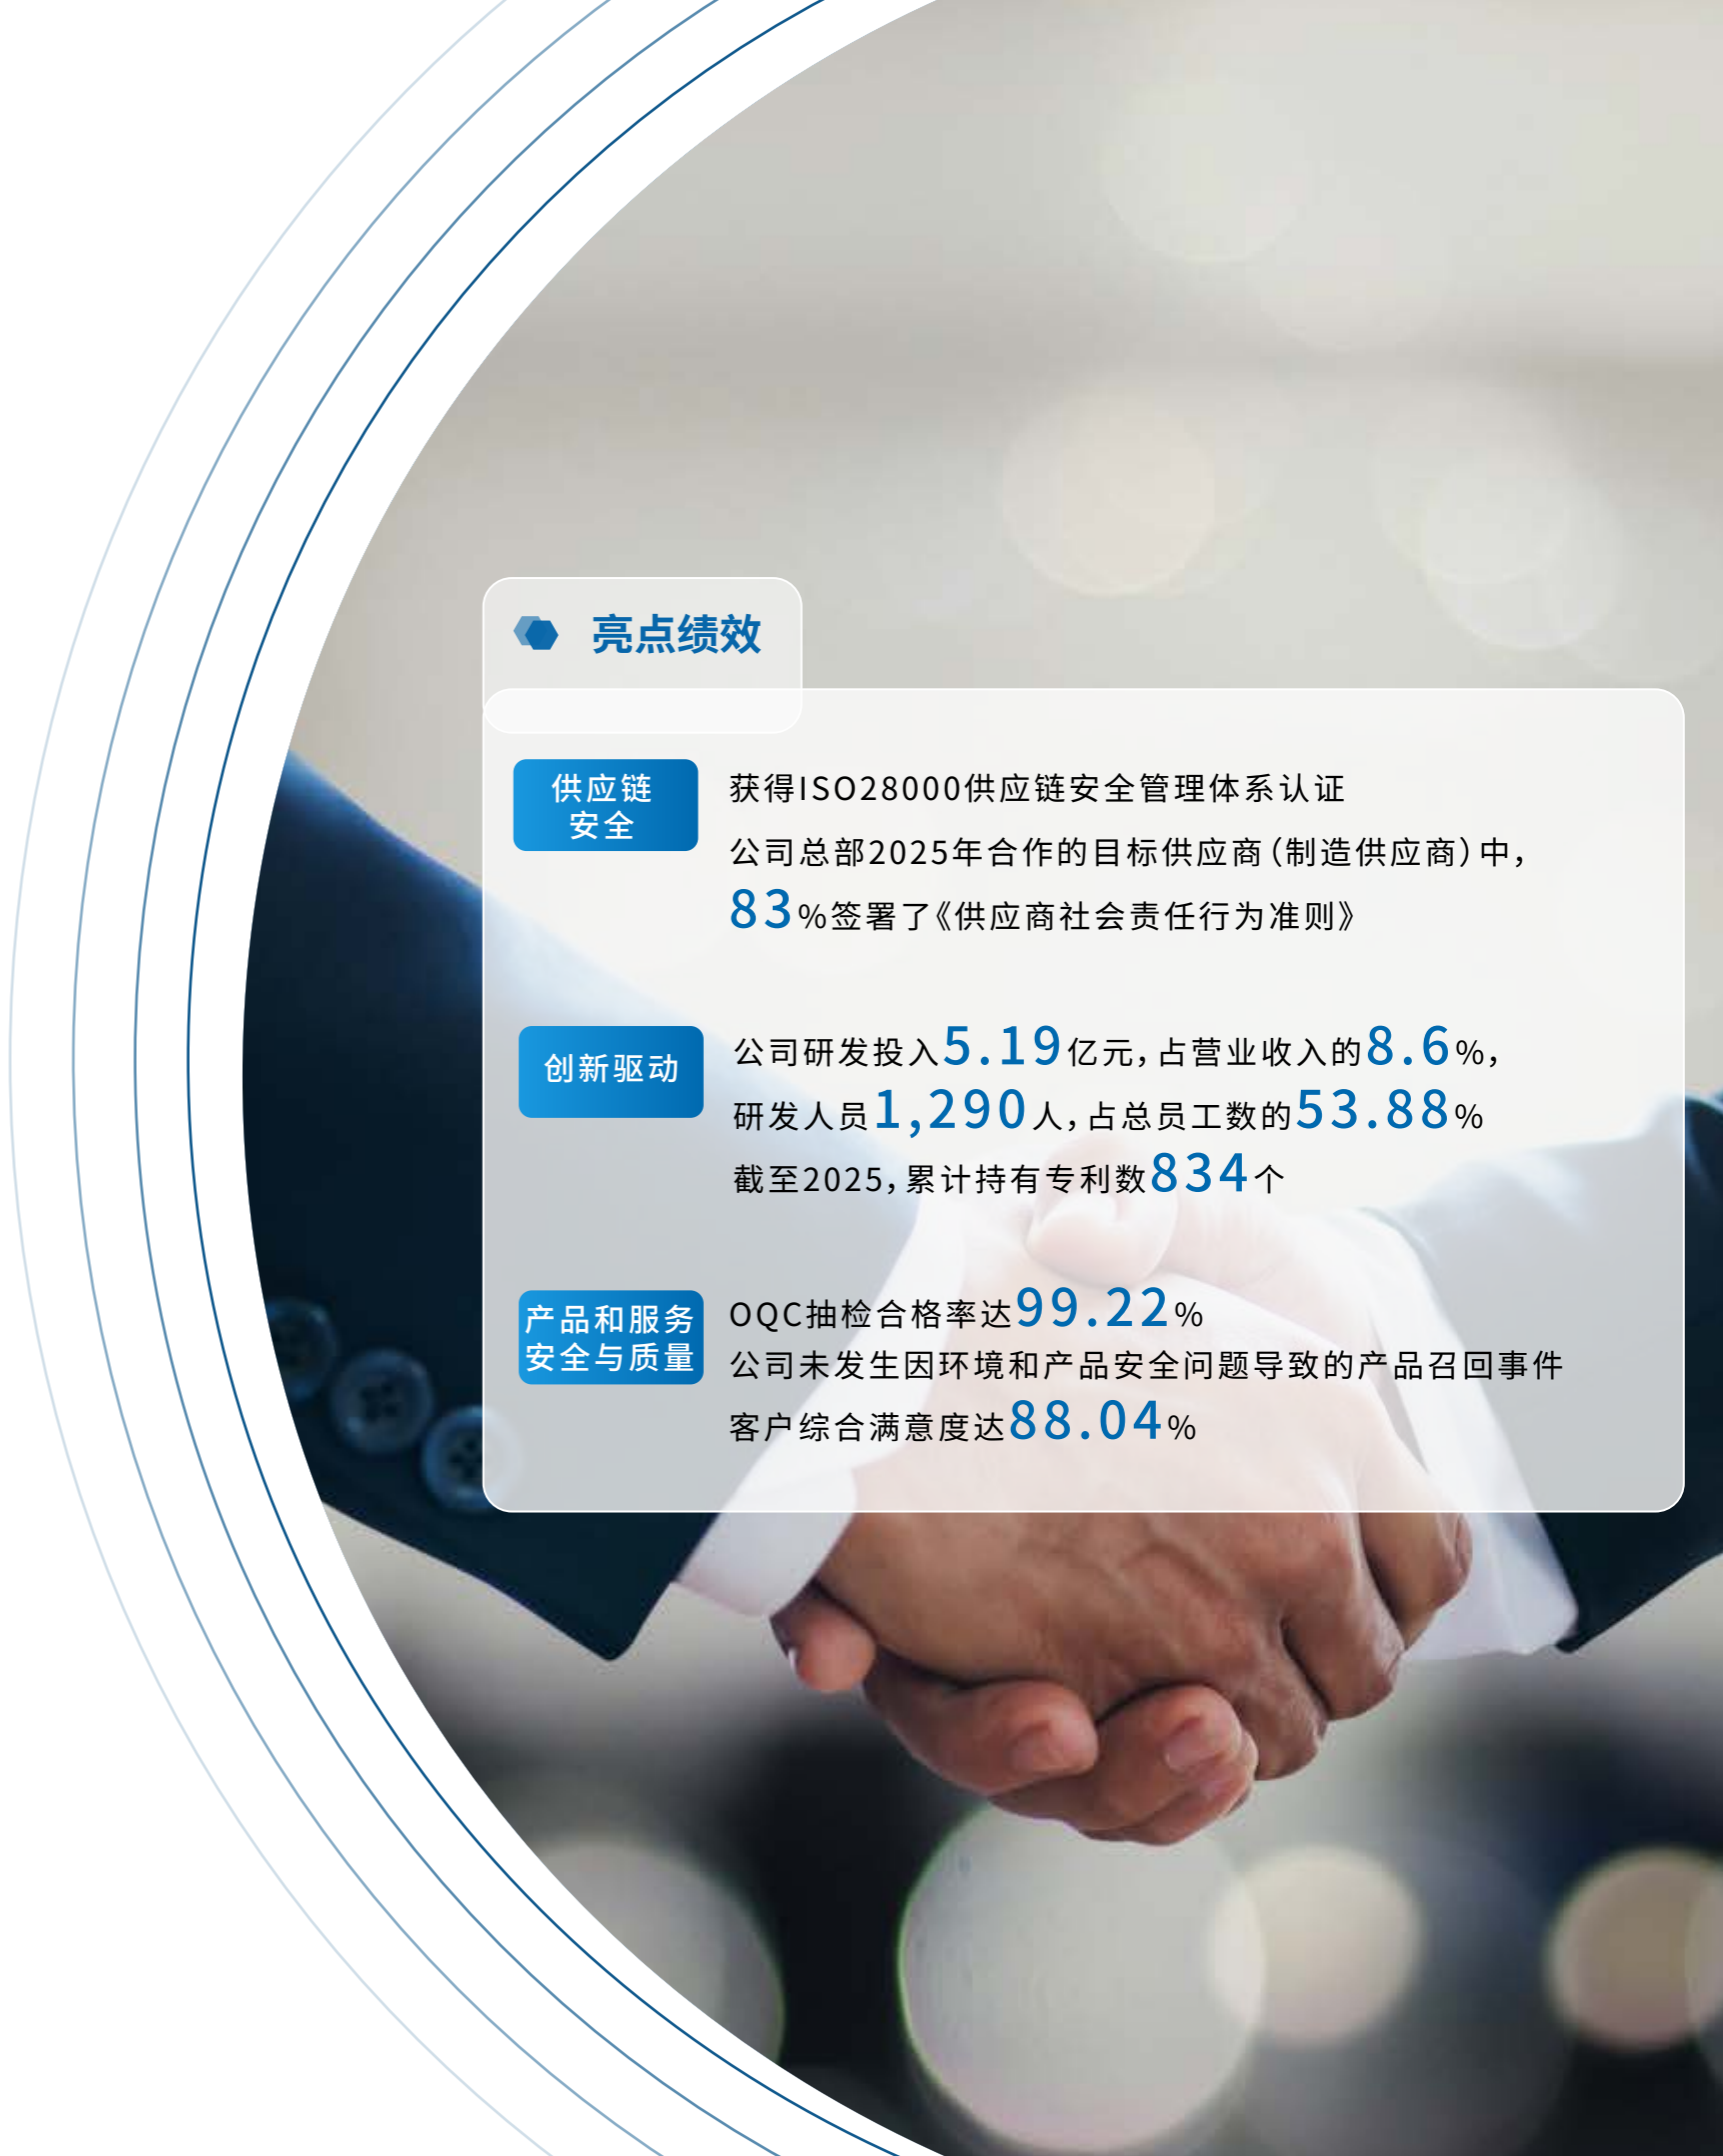 亮点绩效
供应链
安全
获得ISO28000供应链安全管理体系认证
公司总部2025年合作的目标供应商（制造供应商）中，
83%签署了《供应商社会责任行为准则》
创新驱动
公司研发投入5.19亿元，占营业收入的8.6%，
研发人员1,290人，占总员工数的53.88%
截至2025，累计持有专利数834个
产品和服务
安全与质量
OQC抽检合格率达99.22%
公司未发生因环境和产品安全问题导致的产品召回事件
客户综合满意度达88.04%